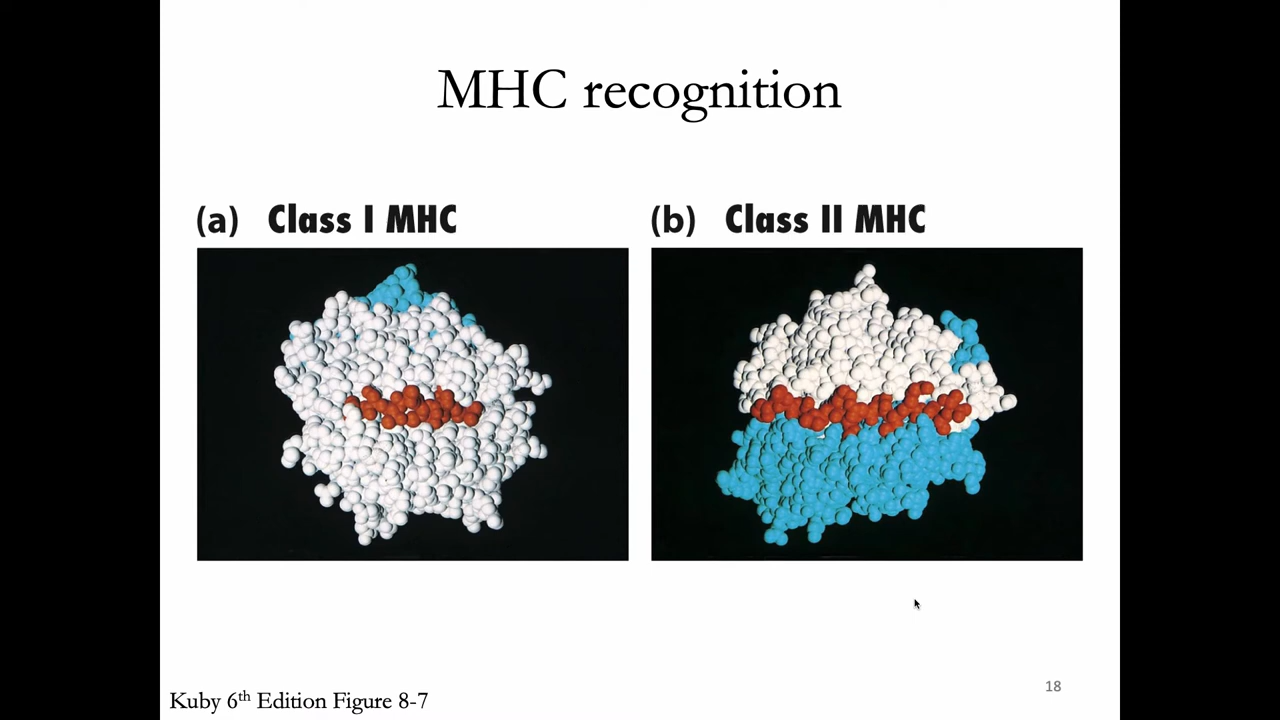 MHC recognition
(a) Class I MHC
(b) Class II MHC
18
Kuby 6th Edition Figure 8-7